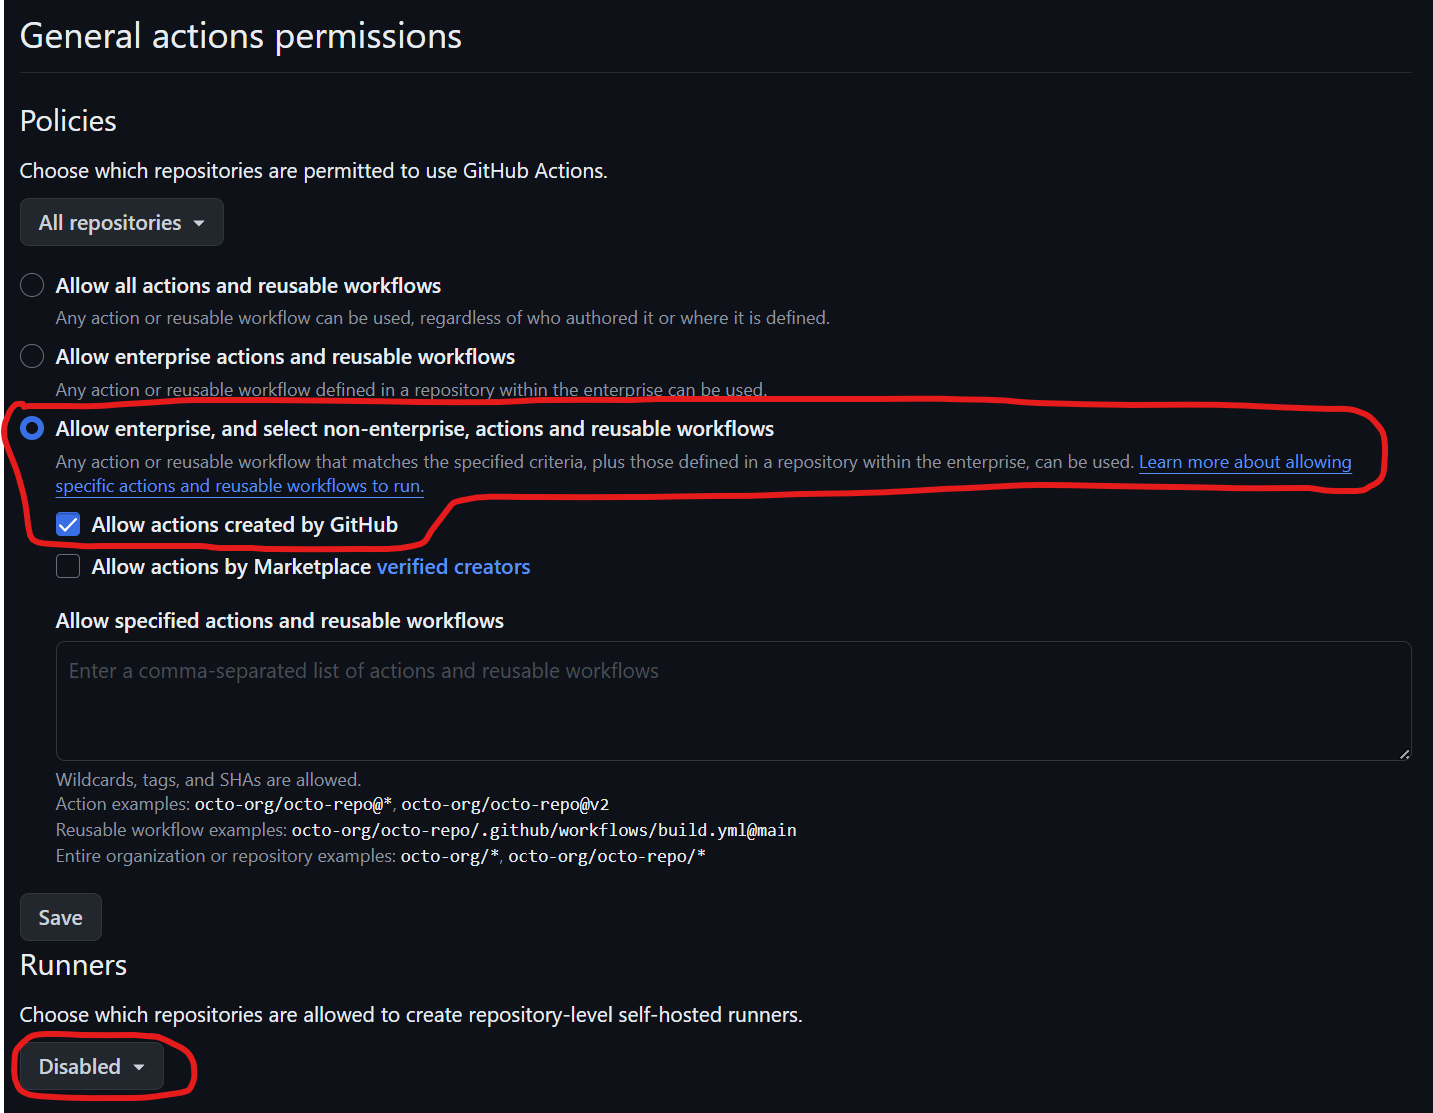 General actions permissions
Policies
Choose which repositories are permitted to use GitHub Actions.
All repositories
Allow all actions and reusable workflows
Any action or reusable workflow can be used, regardless of who authored it or where it is defined.
Allow enterprise actions and reusable workflows
Any action or reusable workflow defined in a repository within the enterprise can be used.
Allow enterprise, and select non-enterprise, actions and reusable workflows
Any action or reusable workflow that matches the specified criteria, plus those defined in a repository within the enterprise, can be used. Learn more about allowing
specific actions and reusable workflows to run.
Allow actions created by GitHub
Allow actions by Marketplace verified creators
Allow specified actions and reusable workflows
Enter a comma-separated list of actions and reusable workflows
Wildcards, tags, and SHAs are allowed.
Action examples: octo-org/octo-repo@*, octo-org/octo-repo@v2
Reusable workflow examples: octo-org/octo-repo/.github/workflows/build.yml@main
Entire organization or repository examples: octo-org/*, octo-org/octo-repo/*
Save
Runners
Choose which repositories are allowed to create repository-level self-hosted runners.
Disabled